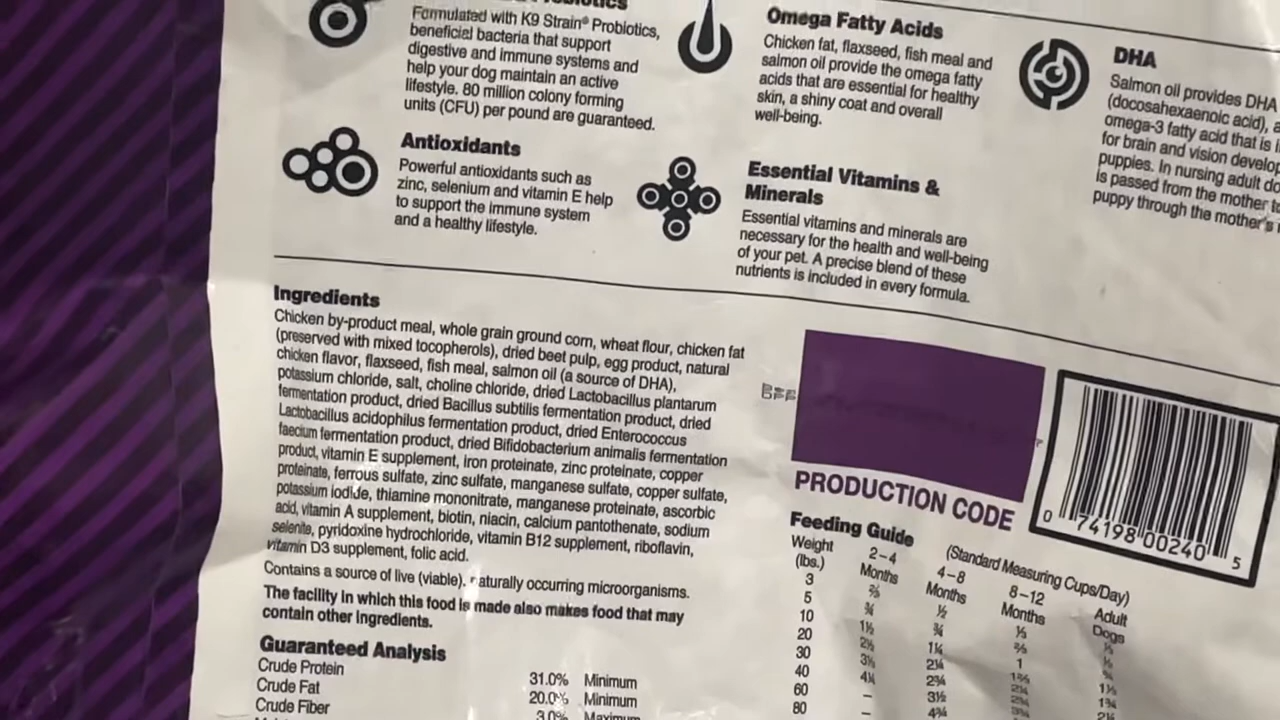 Formulated with K9 Strain® Probiotics,
beneficial bacteria that support
digestive and immune systems and
help your dog maintain an active
lifestyle. 80 million colony forming
units (CFU) per pound are guaranteed.
Antioxidants
Powerful antioxidants such as
zinc, selenium and vitamin E help
to support the immune system
and a healthy lifestyle.
Omega Fatty Acids
Chicken fat, flaxseed, fish meal and
salmon oil provide the omega fatty
acids that are essential for healthy
skin, a shiny coat and overall
well-being.
Essential Vitamins &
Minerals
Essential vitamins and minerals are
necessary for the health and well-being
of your pet. A precise blend of these
nutrients is included in every formula.
DHA
Salmon oil provides DHA
(docosahexaenoic acid),
omega-3 fatty acid that is
for brain and vision
puppies. In nursing adult
is passed from the mother
puppy through the mother's
Ingredients
Chicken by-product meal, whole grain ground corn, wheat flour, chicken fat
(preserved with mixed tocopherols), dried beet pulp, egg product, natural
chicken flavor, flaxseed, fish meal, salmon oil (a source of DHA),
potassium chloride, salt, choline chloride, dried Lactobacillus plantarum
fermentation product, dried Bacillus subtilis fermentation product, dried
Lactobacillus acidophilus fermentation product, dried Enterococcus
faecium fermentation product, dried Bifidobacterium animalis fermentation
product, vitamin E supplement, iron proteinate, zinc proteinate, copper
proteinate, ferrous sulfate, zinc sulfate, manganese sulfate, copper sulfate,
potassium iodide, thiamine mononitrate, manganese proteinate, ascorbic
acid, vitamin A supplement, biotin, niacin, calcium pantothenate, sodium
selenite, pyridoxine hydrochloride, vitamin B12 supplement, riboflavin,
vitamin D3 supplement, folic acid.
Contains a source of live (viable), naturally occurring microorganisms.
The facility in which this food is made also makes food that may
contain other ingredients.
Guaranteed Analysis
Crude Protein 31.0% Minimum
Crude Fat 20.0% Minimum
Crude Fiber 3.0% Maximum
PRODUCTION CODE
0 74198 00240 5
Feeding Guide (Standard Measuring Cups/Day)
Weight (lbs.) 2–4 Months 4–8 Months 8–12 Months Adult Dogs
3
5
10
20
30
40
60
80